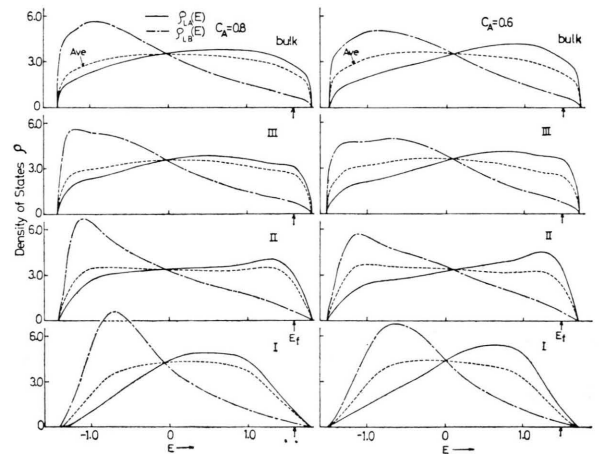 6.0
3.0
0
Ave
ρLA(E)
ρLB(E)
CA=0.8
bulk
6.0
3.0
0
III
6.0
3.0
0
II
Ef
6.0
3.0
0
I
-1.0
0
1.0
E →
Density of States ρ
Ave
CA=0.6
bulk
III
II
Ef
I
-1.0
0
1.0
E →